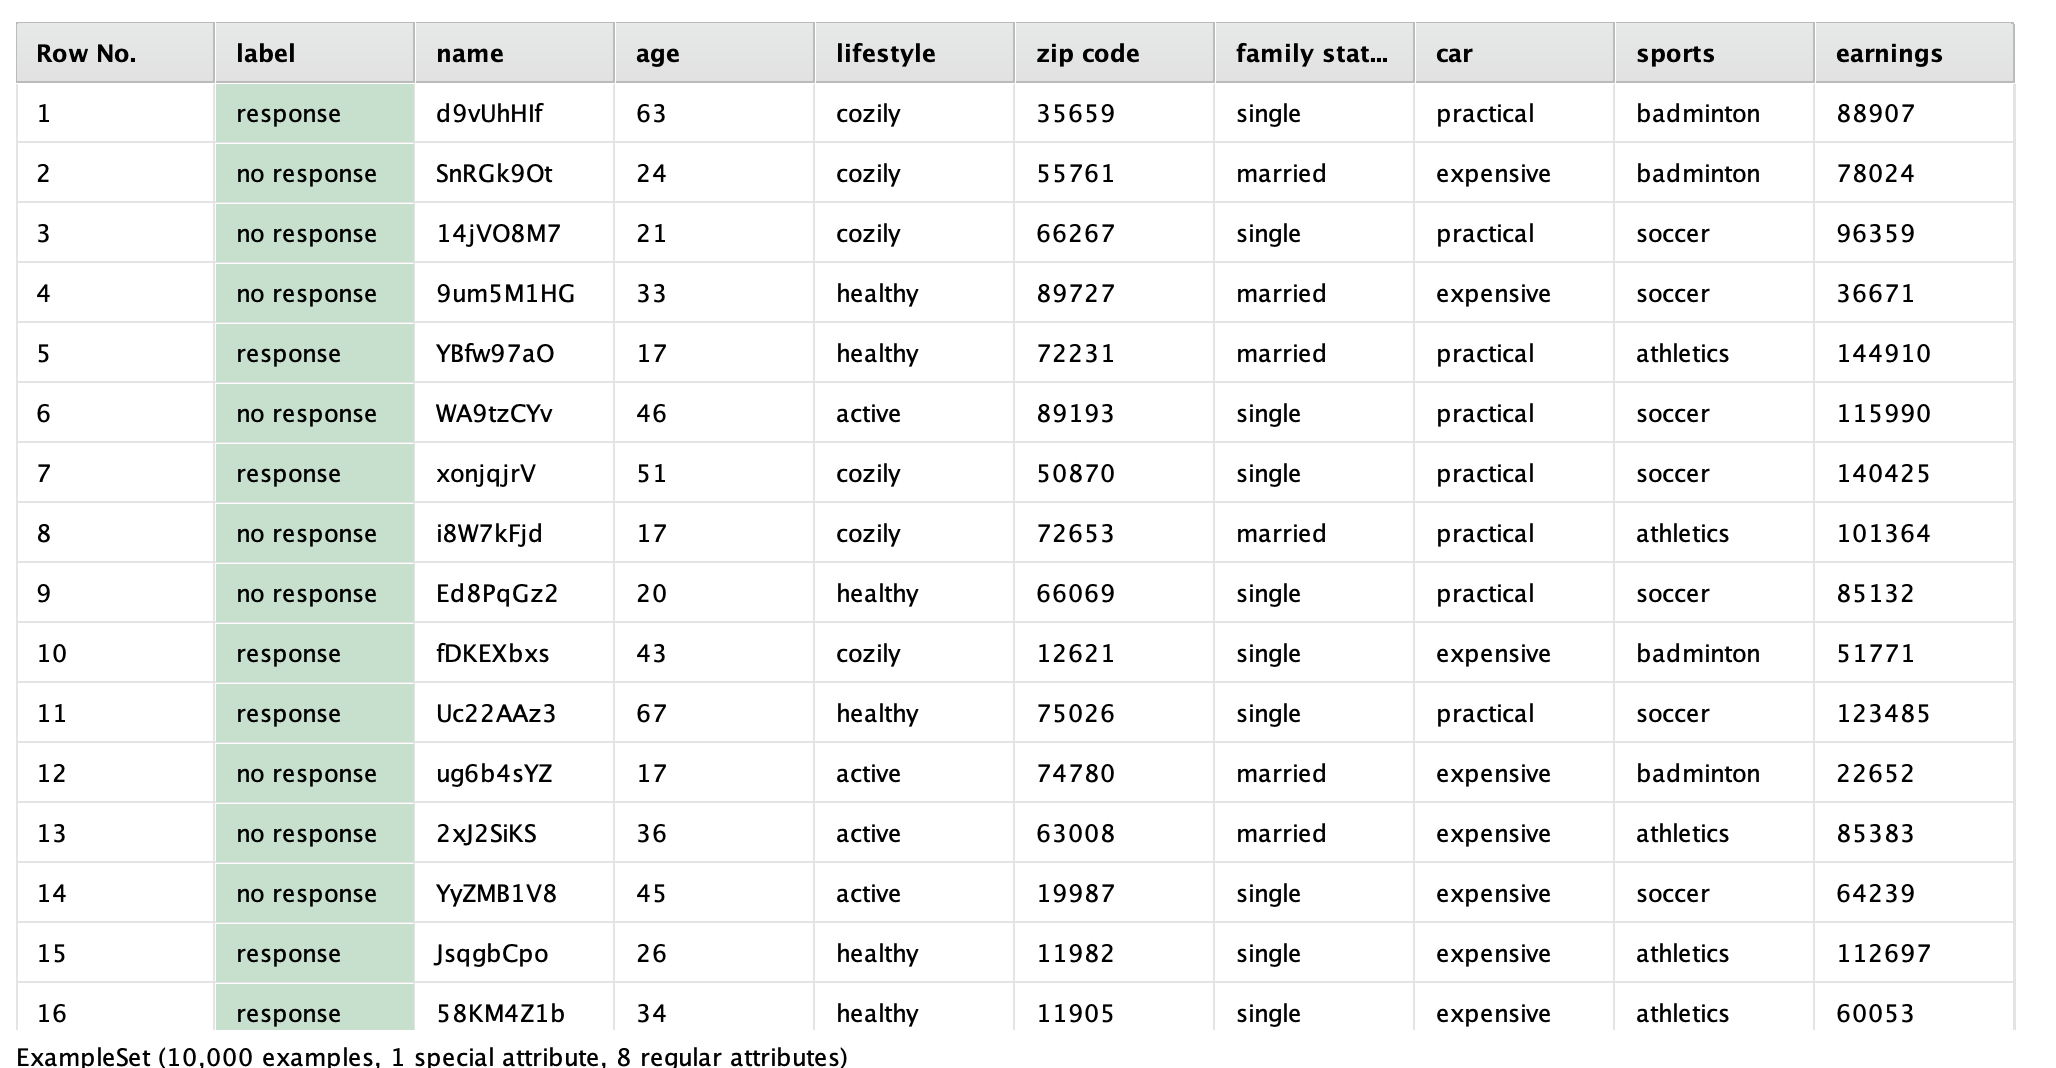 Row No. label name age lifestyle zip code family stat... car sports earnings
1 response d9vUhHIf 63 cozily 35659 single practical badminton 88907
2 no response SnRGk9Ot 24 cozily 55761 married expensive badminton 78024
3 no response 14jVO8M7 21 cozily 66267 single practical soccer 96359
4 no response 9um5M1HG 33 healthy 89727 married expensive soccer 36671
5 response YBfw97aO 17 healthy 72231 married practical athletics 144910
6 no response WA9tzCYv 46 active 89193 single practical soccer 115990
7 response xonjqjrV 51 cozily 50870 single practical soccer 140425
8 no response i8W7kFjd 17 cozily 72653 married practical athletics 101364
9 no response Ed8PqGz2 20 healthy 66069 single practical soccer 85132
10 response fDKEXbxs 43 cozily 12621 single expensive badminton 51771
11 response Uc22AAz3 67 healthy 75026 single practical soccer 123485
12 no response ug6b4sYZ 17 active 74780 married expensive badminton 22652
13 no response 2xJ2SiKS 36 active 63008 married expensive athletics 85383
14 no response YyZMB1V8 45 active 19987 single expensive soccer 64239
15 response JsqgbCpo 26 healthy 11982 single expensive athletics 112697
16 response 58KM4Z1b 34 healthy 11905 single expensive athletics 60053
ExampleSet (10,000 examples, 1 special attribute, 8 regular attributes)